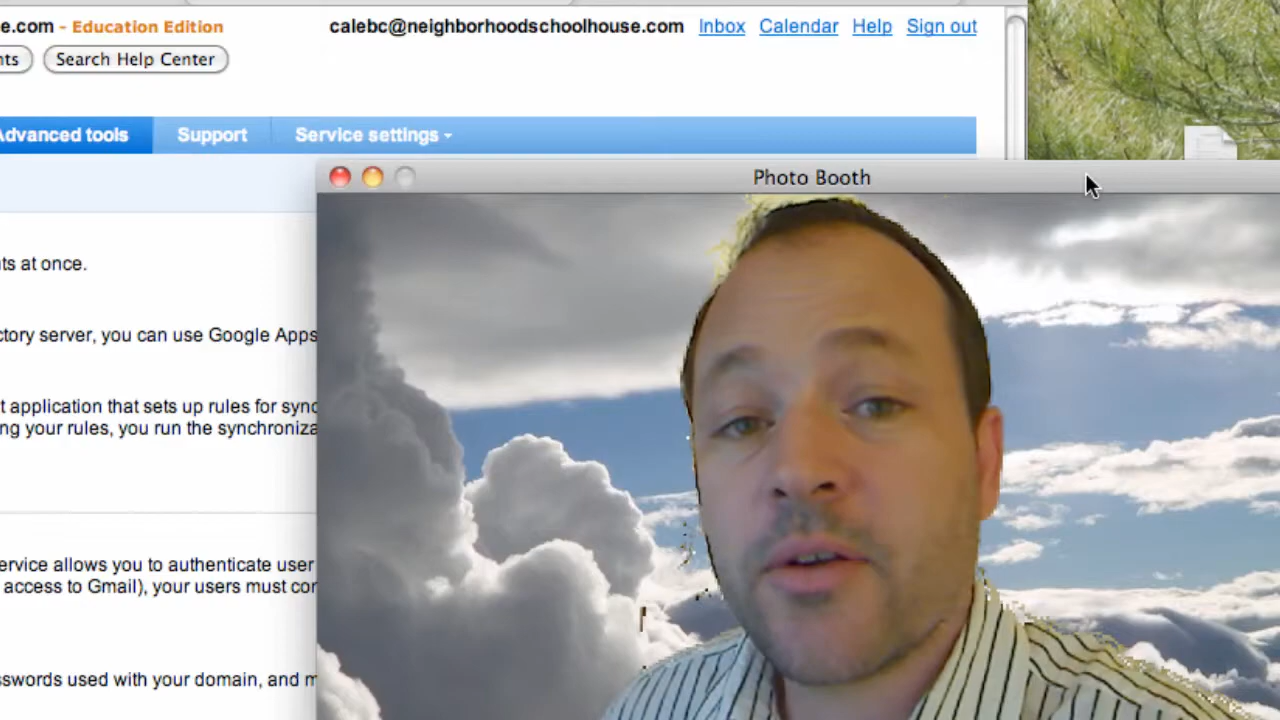 e.com - Education Edition calebc@neighborhoodschoolhouse.com Inbox Calendar Help Sign out
nts Search Help Center
Advanced tools Support Service settings
Photo Booth
ts at once.
ctory server, you can use Google Apps
t application that sets up rules for sync
ng your rules, you run the synchroniza
ervice allows you to authenticate user
access to Gmail), your users must con
swords used with your domain, and m